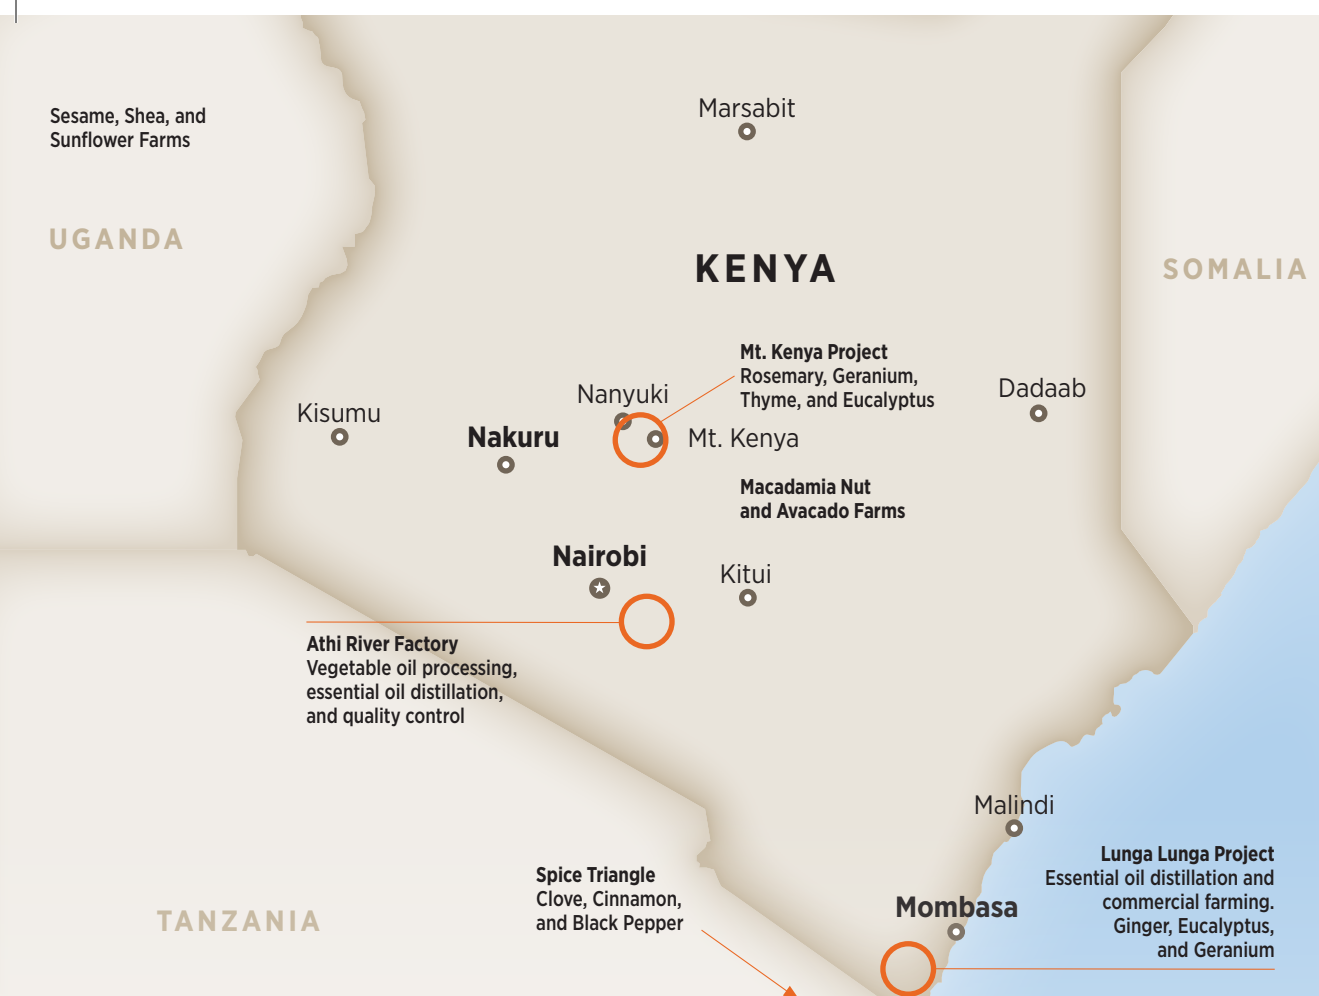 Sesame, Shea, and
Sunflower Farms
UGANDA
Marsabit
KENYA
SOMALIA
Mt. Kenya Project
Rosemary, Geranium,
Thyme, and Eucalyptus
Nanyuki
Dadaab
Kisumu
Nakuru
Mt. Kenya
Macadamia Nut
and Avacado Farms
Nairobi
Kitui
Athi River Factory
Vegetable oil processing,
essential oil distillation,
and quality control
Malindi
Lunga Lunga Project
Essential oil distillation and
commercial farming.
Ginger, Eucalyptus,
and Geranium
Spice Triangle
Clove, Cinnamon,
and Black Pepper
Mombasa
TANZANIA